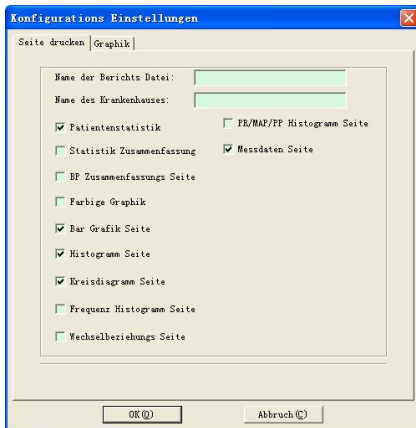 Konfigurations Einstellungen
Seite drucken Graphik
Name der Berichts Datei:
Name des Krankenhauses:
Patientenstatistik PR/MAP/PP Histogramm Seite
Statistik Zusammenfassung Messdaten Seite
BP Zusammenfassungs Seite
Farbige Graphik
Bar Grafik Seite
Histogramm Seite
Kreisdiagramm Seite
Frequenz Histogramm Seite
Wechselbeziehungs Seite
OK(O) Abbruch(C)